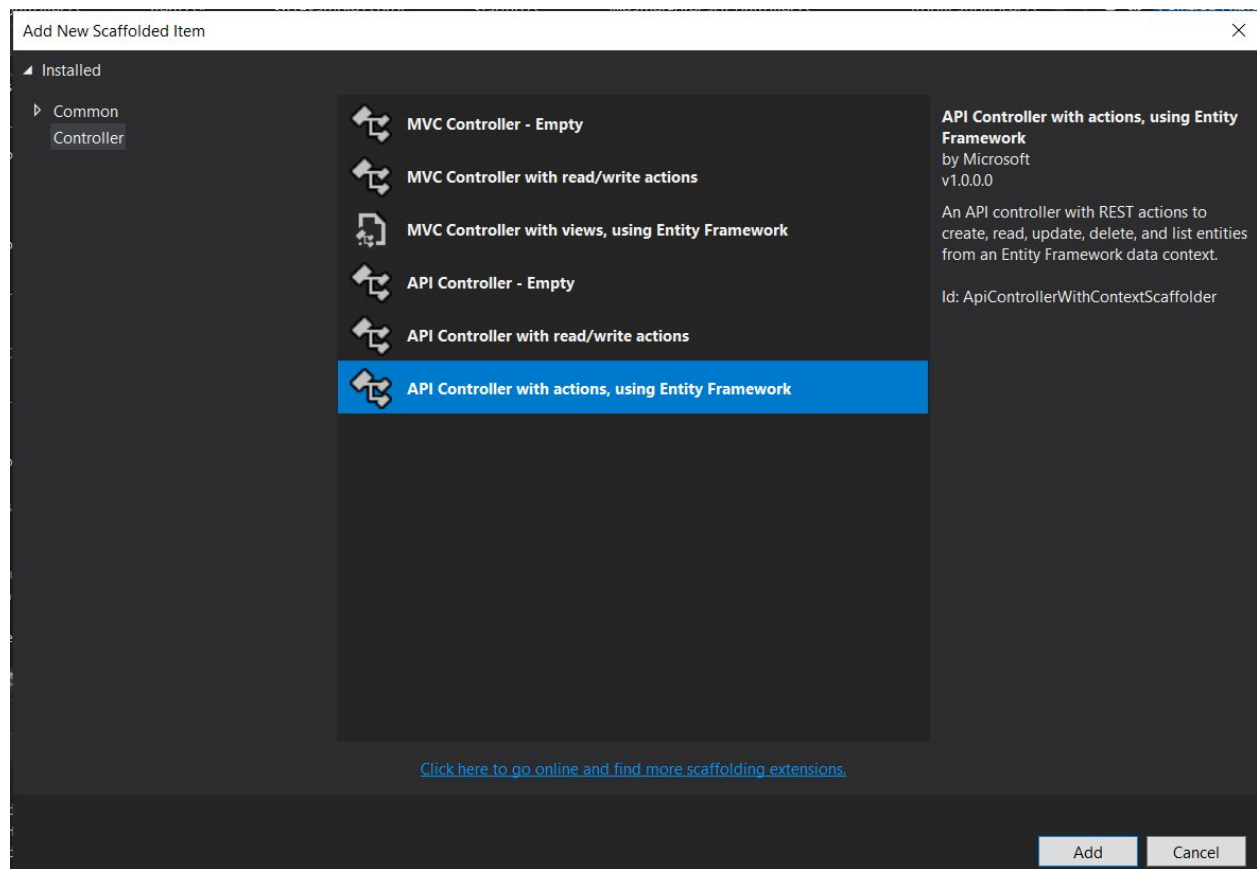 Add New Scaffolded Item
Installed
Common
Controller
MVC Controller - Empty
MVC Controller with read/write actions
MVC Controller with views, using Entity Framework
API Controller - Empty
API Controller with read/write actions
API Controller with actions, using Entity Framework
API Controller with actions, using Entity
Framework
by Microsoft
v1.0.0.0
An API controller with REST actions to
create, read, update, delete, and list entities
from an Entity Framework data context.
Id: ApiControllerWithContextScaffolder
Click here to go online and find more scaffolding extensions.
Add
Cancel